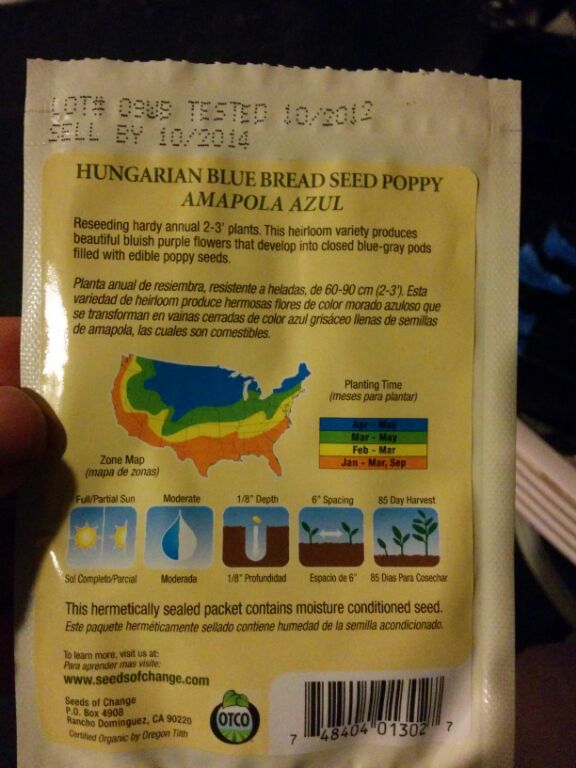 LOT# 09WB TESTED 10/2013
SELL BY 10/2014
HUNGARIAN BLUE BREAD SEED POPPY
AMAPOLA AZUL
Reseeding hardy annual 2-3' plants. This heirloom variety produces
beautiful bluish purple flowers that develop into closed blue-gray pods
filled with edible poppy seeds.
Planta anual de resiembra, resistente a heladas, de 60-90 cm (2-3'). Esta
variedad de heirloom produce hermosas flores de color morado azuloso que
se transforman en vainas cerradas de color azul grisáceo llenas de semillas
de amapola, las cuales son comestibles.
Planting Time
(meses para plantar)
Apr - May
Mar - May
Feb - Mar
Jan - Mar, Sep
Zone Map
(mapa de zonas)
Full/Partial Sun Moderate 1/8" Depth 6" Spacing 85 Day Harvest
Sol Completo/Parcial Moderada 1/8" Profundidad Espacio de 6" 85 Dias Para Cosechar
This hermetically sealed packet contains moisture conditioned seed.
Este paquete herméticamente sellado contiene humedad de la semilla acondicionado.
To learn more, visit us at:
Para aprender mas visite:
www.seedsofchange.com
Seeds of Change
P.O. Box 4908
Rancho Dominguez, CA 90220
Certified Organic by Oregon Tilth
OTCO
7 48404 01302 7